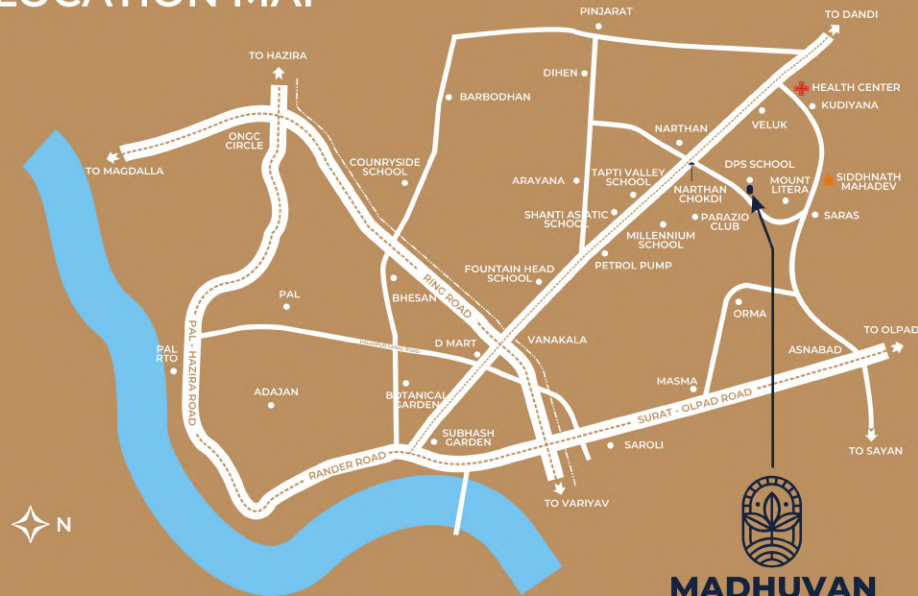 LOCATION MAP
PINJARAT
TO DANDI
TO HAZIRA
DIHEN
HEALTH CENTER
BARBODHAN
KUDIYANA
VELUK
ONGC
CIRCLE
NARTHAN
TO MAGDALLA
COUNRYSIDE
SCHOOL
DPS SCHOOL
TAPTI VALLEY
SCHOOL
ARAYANA
MOUNT
LITERA
SIDDHNATH
MAHADEV
NARTHAN
CHOKDI
SHANTI ASIATIC
SCHOOL
PARAZIO
CLUB
SARAS
MILLENNIUM
SCHOOL
PETROL PUMP
FOUNTAIN HEAD
SCHOOL
RING ROAD
BHESAN
PAL
ORMA
TO OLPAD
VANAKALA
D MART
ASNABAD
PAL
RTO
PAL - HAZIRA ROAD
MASMA
ADAJAN
BOTANICAL
GARDEN
SURAT - OLPAD ROAD
SUBHASH
GARDEN
SAROLI
TO SAYAN
RANDER ROAD
TO VARIYAV
N
MADHUVAN